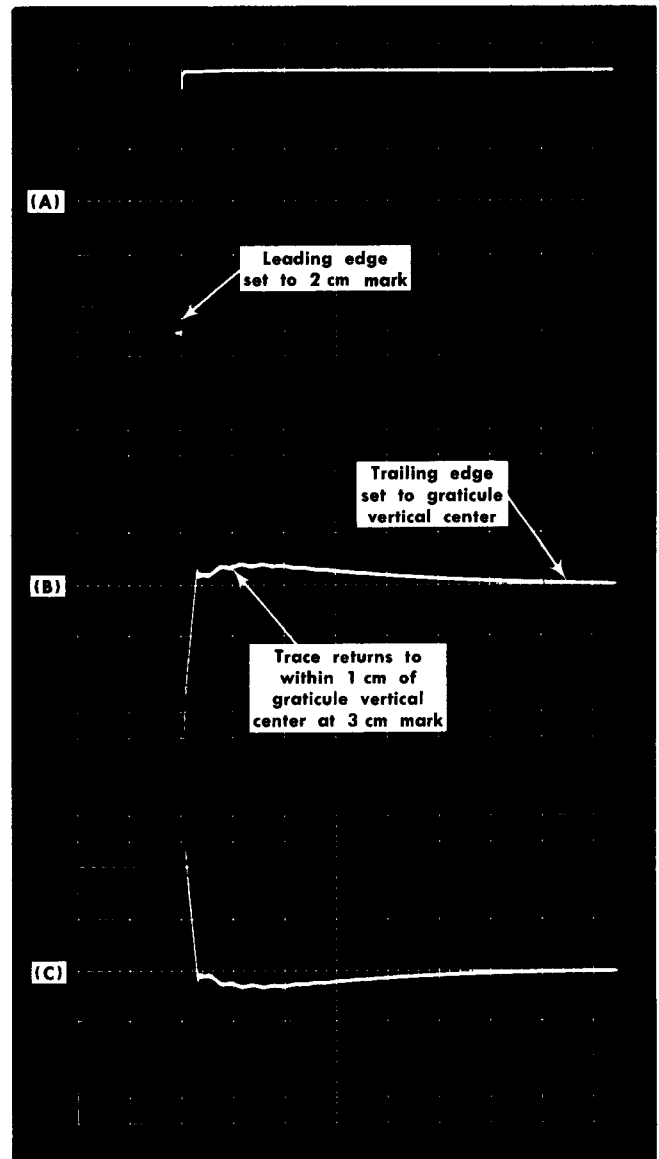 (A)
Leading edge
set to 2 cm mark
Trailing edge
set to graticule
vertical center
(B)
Trace returns to
within 1 cm of
graticule vertical
center at 3 cm mark
(C)